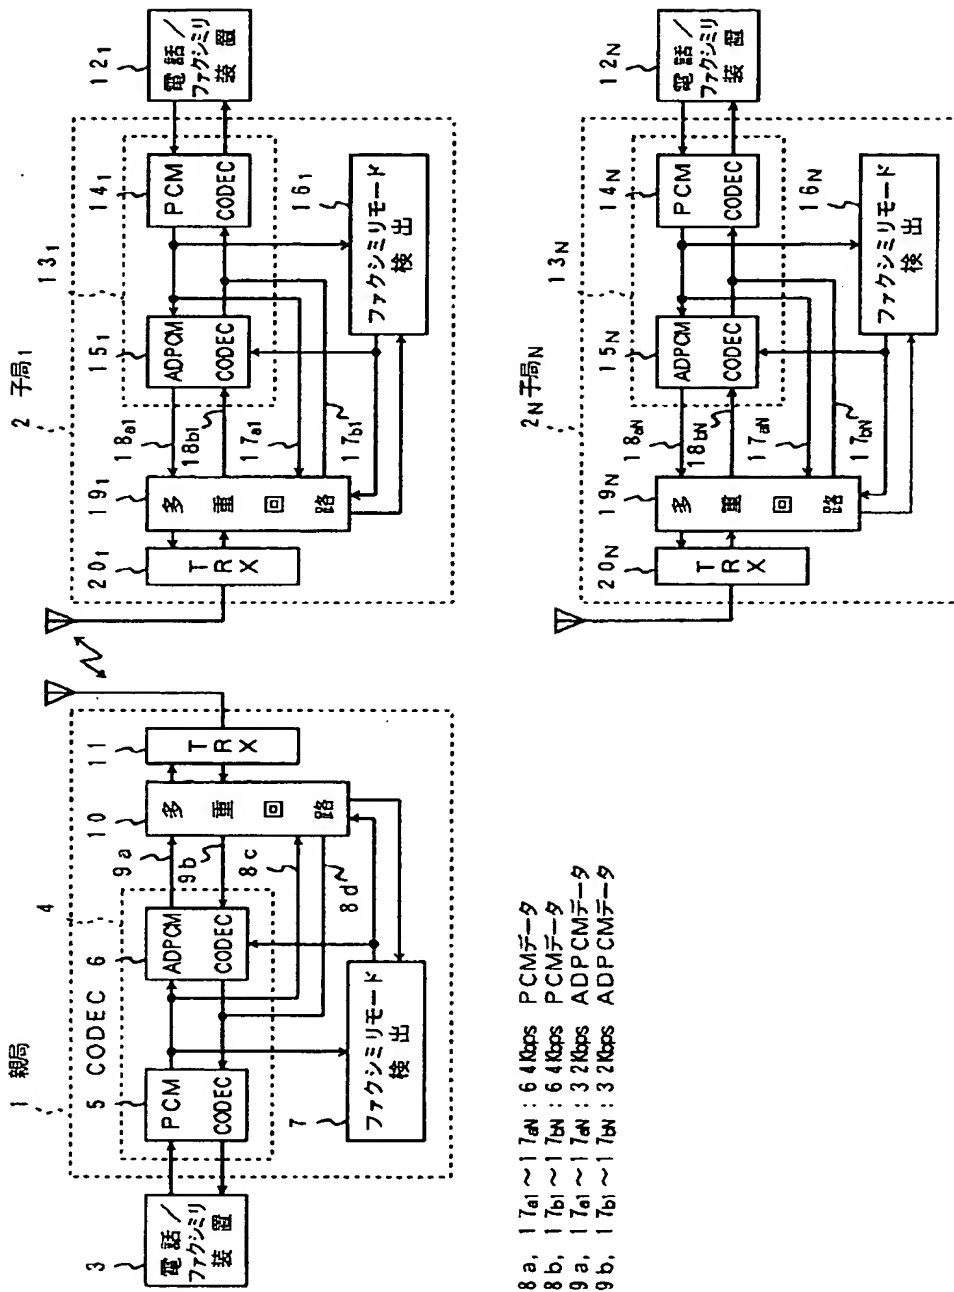 1 親局
3
電話/
ファクシミリ
装置
4
5 CODEC 6
PCM
CODEC
ADPCM
CODEC
7
ファクシミリモード
検出
9a
9b
8c
8d
10
多重回路
11
TRX
2 子局1
20₁
TRX
19₁
多重回路
18a1
18b1
17a1
17b1
13₁
15₁
ADPCM
CODEC
14₁
PCM
CODEC
16₁
ファクシミリモード
検出
12₁
電話/
ファクシミリ
装置
2N 子局N
20N
TRX
19N
多重回路
18aN
18bN
17aN
17bN
13N
15N
ADPCM
CODEC
14N
PCM
CODEC
16N
ファクシミリモード
検出
12N
電話/
ファクシミリ
装置
8a, 17a1~17aN:64Kbps PCMデータ
8b, 17b1~17bN:64Kbps PCMデータ
9a, 17a1~17aN:32Kbps ADPCMデータ
9b, 17b1~17bN:32Kbps ADPCMデータ